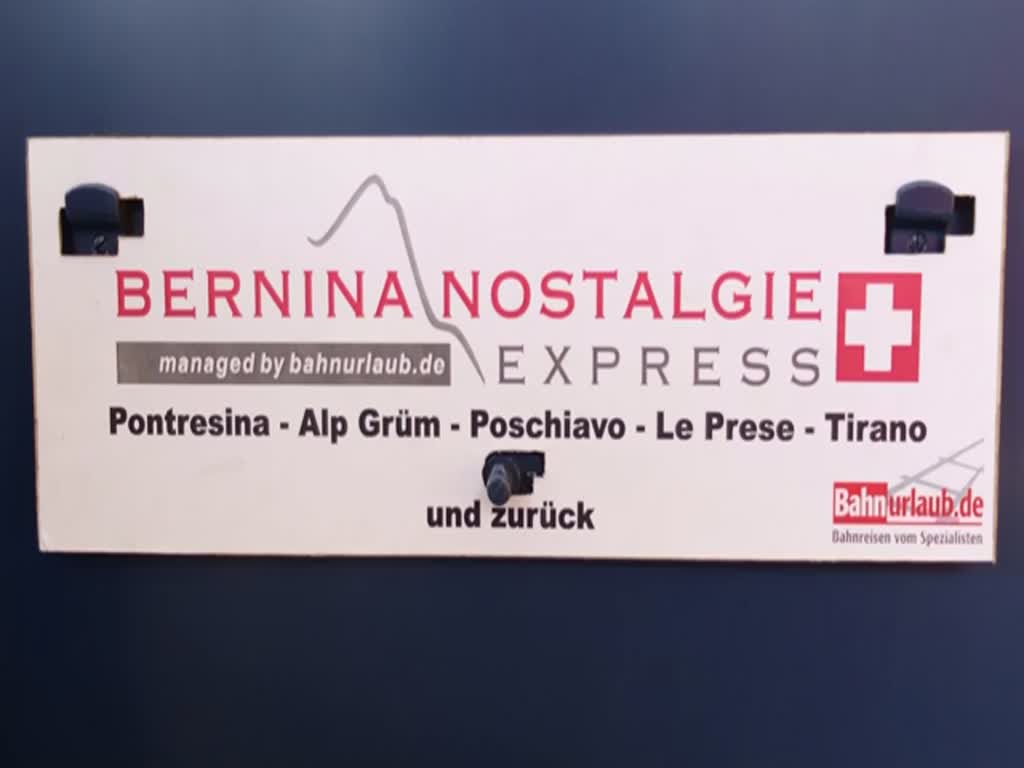 BERNINA NOSTALGIE
managed by bahnurlaub.de EXPRESS
Pontresina - Alp Grüm - Poschiavo - Le Prese - Tirano
und zurück
Bahnurlaub.de
Bahnreisen vom Spezialisten